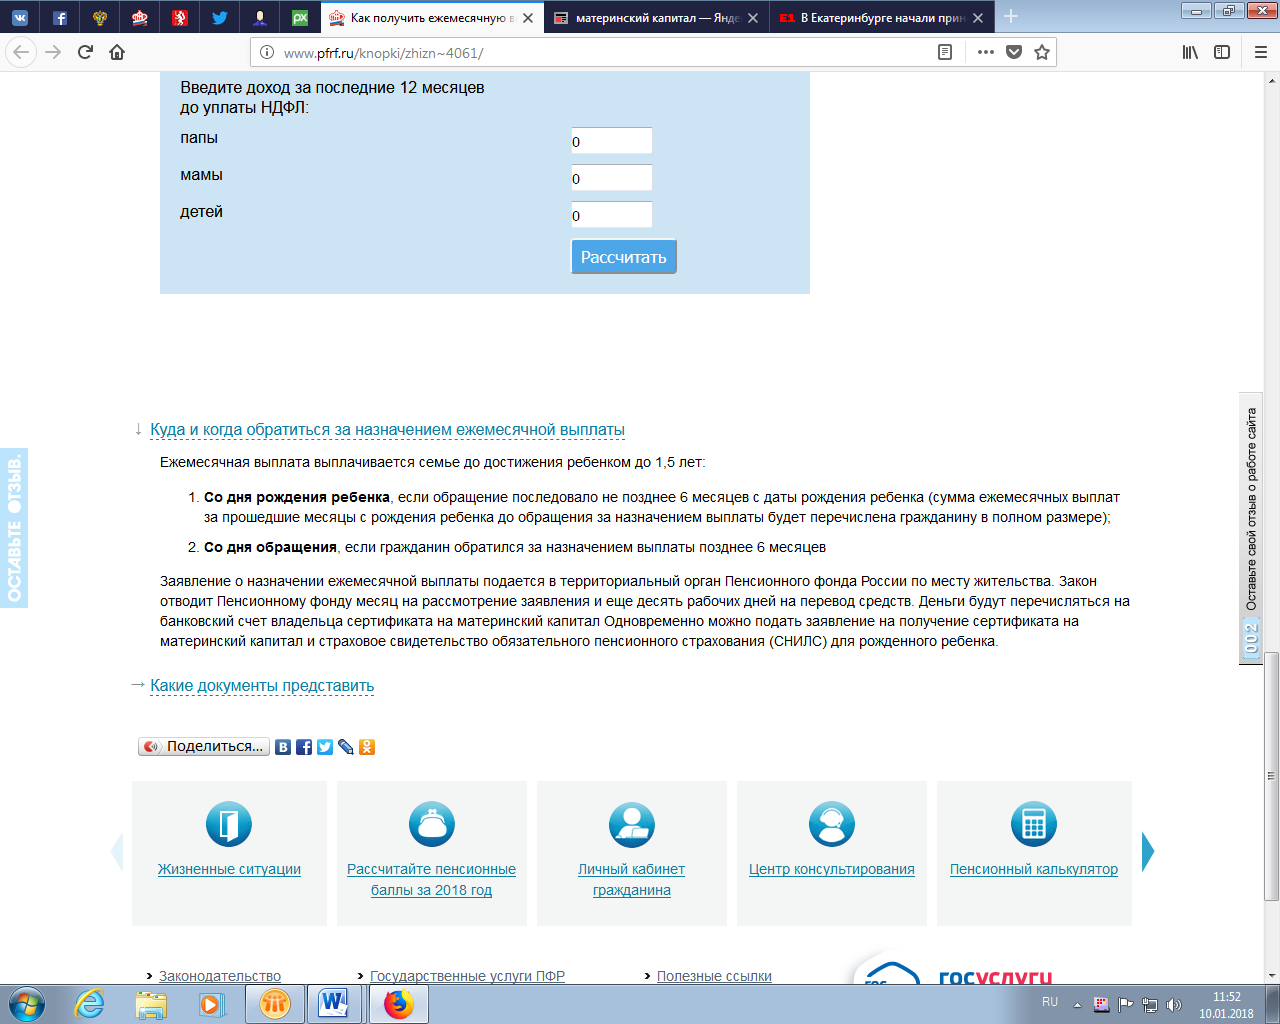 Как получить ежемесячную в
материнский капитал — Янде
E1 В Екатеринбурге начали прин
www.pfrf.ru/knopki/zhizn~4061/
Введите доход за последние 12 месяцев
до уплаты НДФЛ:
папы 0
мамы 0
детей 0
Рассчитать
↓ Куда и когда обратиться за назначением ежемесячной выплаты
Ежемесячная выплата выплачивается семье до достижения ребенком до 1,5 лет:
1. Со дня рождения ребенка, если обращение последовало не позднее 6 месяцев с даты рождения ребенка (сумма ежемесячных выплат
за прошедшие месяцы с рождения ребенка до обращения за назначением выплаты будет перечислена гражданину в полном размере);
2. Со дня обращения, если гражданин обратился за назначением выплаты позднее 6 месяцев
Заявление о назначении ежемесячной выплаты подается в территориальный орган Пенсионного фонда России по месту жительства. Закон
отводит Пенсионному фонду месяц на рассмотрение заявления и еще десять рабочих дней на перевод средств. Деньги будут перечисляться на
банковский счет владельца сертификата на материнский капитал Одновременно можно подать заявление на получение сертификата на
материнский капитал и страховое свидетельство обязательного пенсионного страхования (СНИЛС) для рожденного ребенка.
→ Какие документы представить
Поделиться...
Жизненные ситуации
Рассчитайте пенсионные
баллы за 2018 год
Личный кабинет
гражданина
Центр консультирования
Пенсионный калькулятор
Законодательство
Государственные услуги ПФР
Полезные ссылки
госуслуги
ОСТАВЬТЕ ОТЗЫВ.
Оставьте свой отзыв о работе сайта
002
RU
11:52
10.01.2018